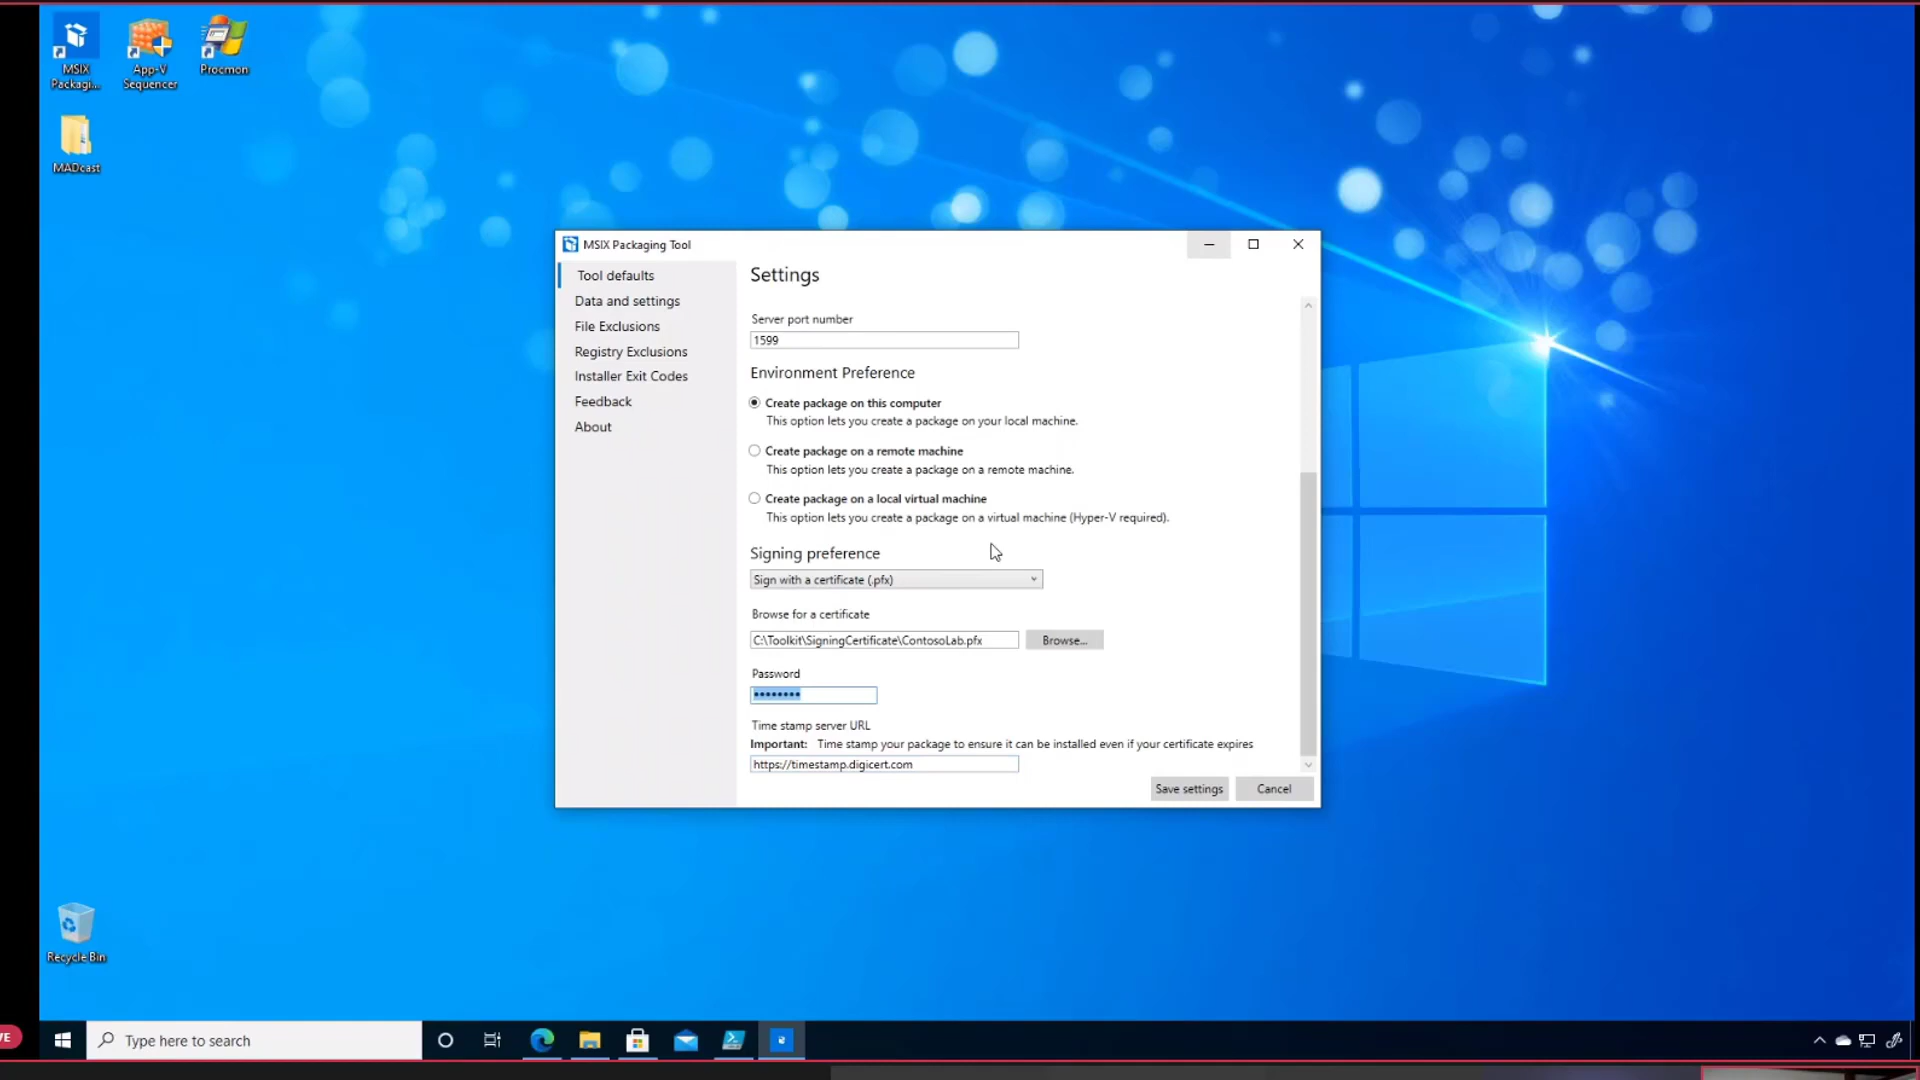 MSIX
Packagi...
App-V
Sequencer
Procmon
MADcast
MSIX Packaging Tool
Tool defaults
Data and settings
File Exclusions
Registry Exclusions
Installer Exit Codes
Feedback
About
Settings
Server port number
1599
Environment Preference
Create package on this computer
This option lets you create a package on your local machine.
Create package on a remote machine
This option lets you create a package on a remote machine.
Create package on a local virtual machine
This option lets you create a package on a virtual machine (Hyper-V required).
Signing preference
Sign with a certificate (.pfx)
Browse for a certificate
C:\Toolkit\SigningCertificate\ContosoLab.pfx
Browse...
Password
••••••••
Time stamp server URL
Important: Time stamp your package to ensure it can be installed even if your certificate expires
https://timestamp.digicert.com
Save settings
Cancel
Recycle Bin
VE
Type here to search